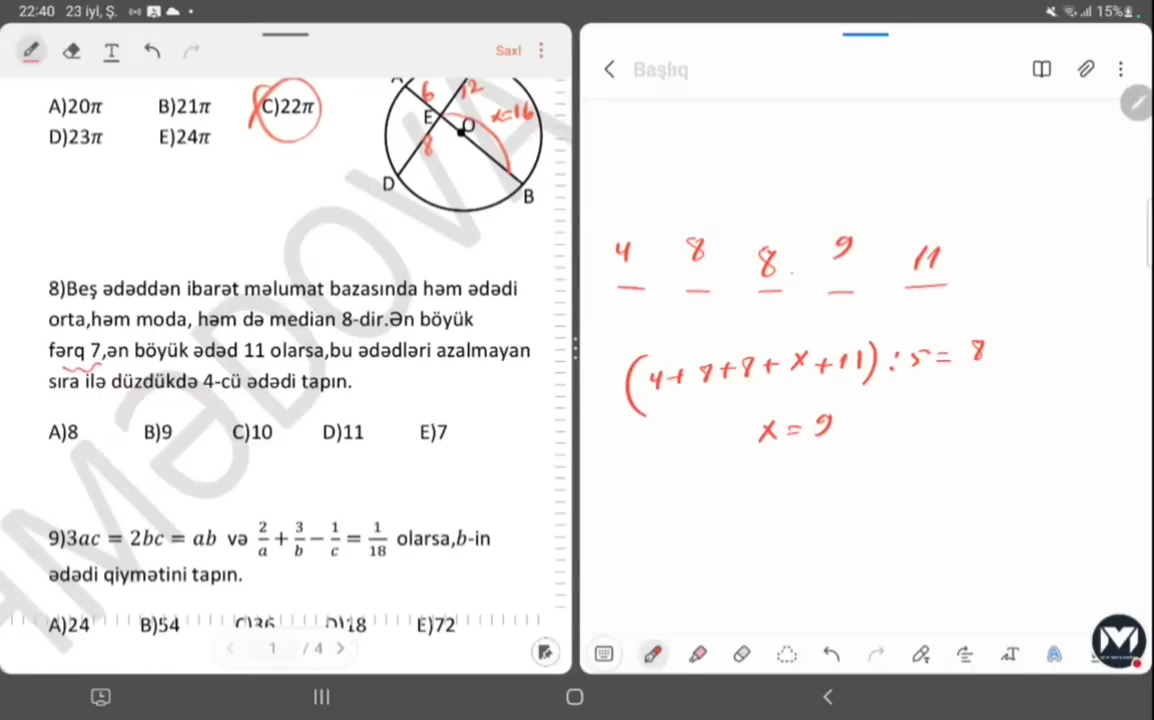 22:40 23 iyl, Ş. 15%
Saxl
A)20π B)21π C)22π
D)23π E)24π
6 12
E O x=16
8
D
B
8)Beş ədəddən ibarət məlumat bazasında həm ədədi
orta,həm moda, həm də median 8-dir.Ən böyük
fərq 7,ən böyük ədəd 11 olarsa,bu ədədləri azalmayan
sıra ilə düzdükdə 4-cü ədədi tapın.
A)8 B)9 C)10 D)11 E)7
9)3ac = 2bc = ab və 2/a + 3/b − 1/c = 1/18 olarsa,b-in
ədədi qiymətini tapın.
A)24 B)54 C)36 D)18 E)72
1 / 4
Başlıq
4 8 8 9 11
(4+8+8+x+11):5=8
x=9